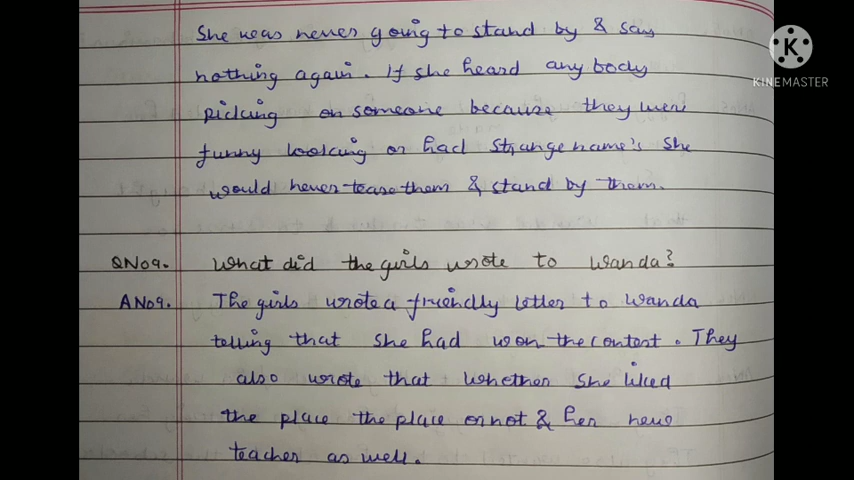 She was never going to stand by & say
nothing again. If she heard any body
picking on someone because they were
funny looking or had strange name's she
would never tease them & stand by them.
QNo9. What did the girls wrote to Wanda?
ANo9. The girls wrote a friendly letter to Wanda
telling that she had won the contest. They
also wrote that whether she liked
the place the place or not & her new
teacher as well.
KINEMASTER